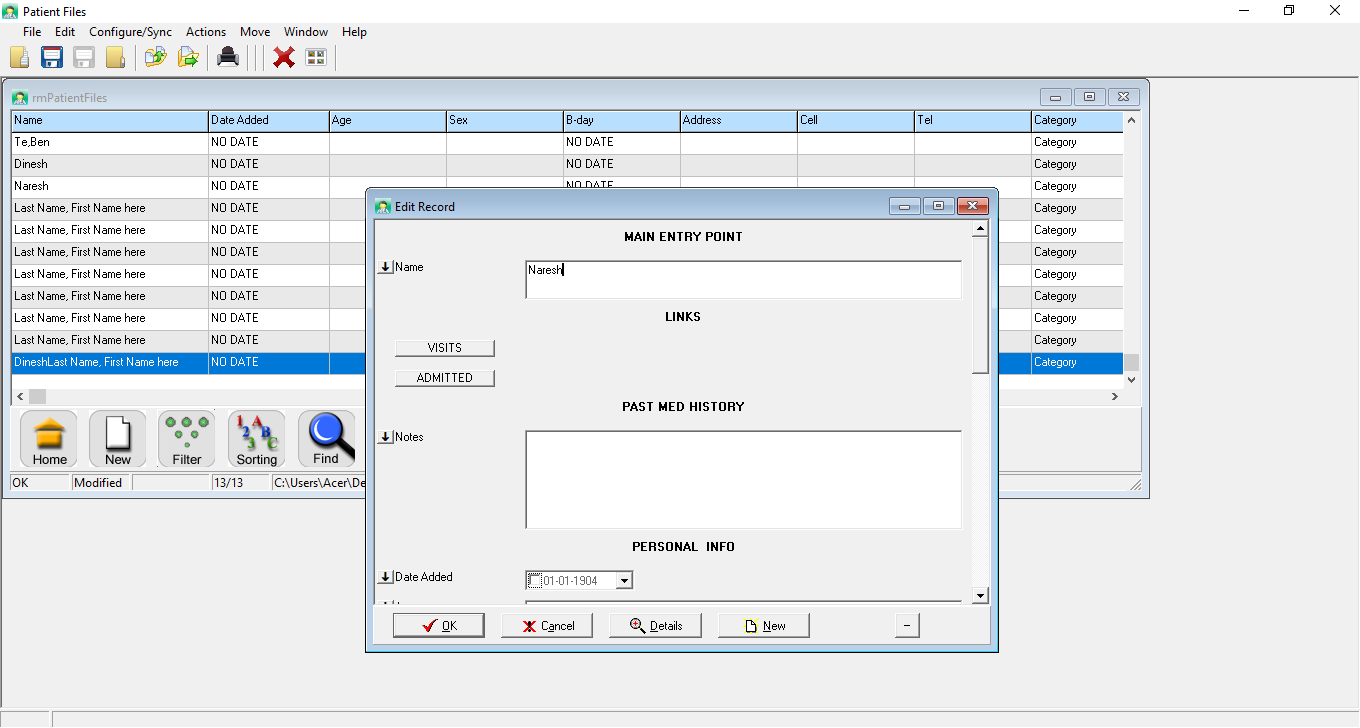 Patient Files
File Edit Configure/Sync Actions Move Window Help
rmPatientFiles
Name Date Added Age Sex B-day Address Cell Tel Category
Te,Ben NO DATE NO DATE Category
Dinesh NO DATE NO DATE Category
Naresh NO DATE NO DATE Category
Last Name, First Name here NO DATE Category
Last Name, First Name here NO DATE Category
Last Name, First Name here NO DATE Category
Last Name, First Name here NO DATE Category
Last Name, First Name here NO DATE Category
Last Name, First Name here NO DATE Category
Last Name, First Name here NO DATE Category
DineshLast Name, First Name here NO DATE Category
Home New Filter Sorting Find
1 2 3 A B C
OK Modified 13/13 C:\Users\Acer\De
Edit Record
MAIN ENTRY POINT
Name Naresh
LINKS
VISITS
ADMITTED
PAST MED HISTORY
Notes
PERSONAL INFO
Date Added 01-01-1904
OK Cancel Details New –